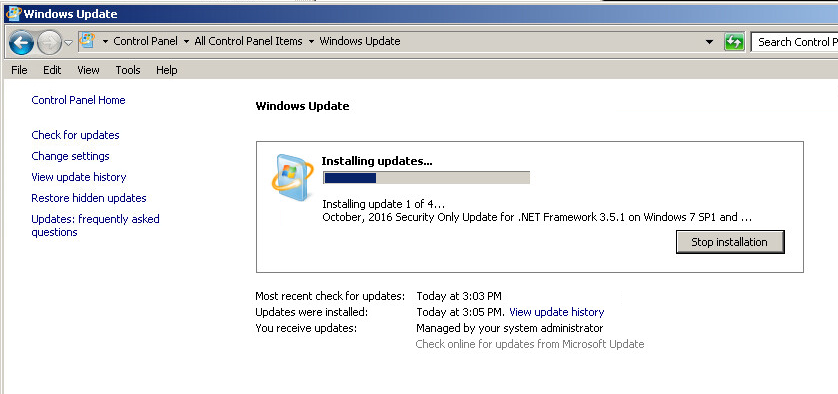 Windows Update
Control Panel All Control Panel Items Windows Update
Search Control P
File Edit View Tools Help
Control Panel Home
Check for updates
Change settings
View update history
Restore hidden updates
Updates: frequently asked
questions
Windows Update
Installing updates...
Installing update 1 of 4...
October, 2016 Security Only Update for .NET Framework 3.5.1 on Windows 7 SP1 and ...
Stop installation
Most recent check for updates: Today at 3:03 PM
Updates were installed: Today at 3:05 PM. View update history
You receive updates: Managed by your system administrator
Check online for updates from Microsoft Update